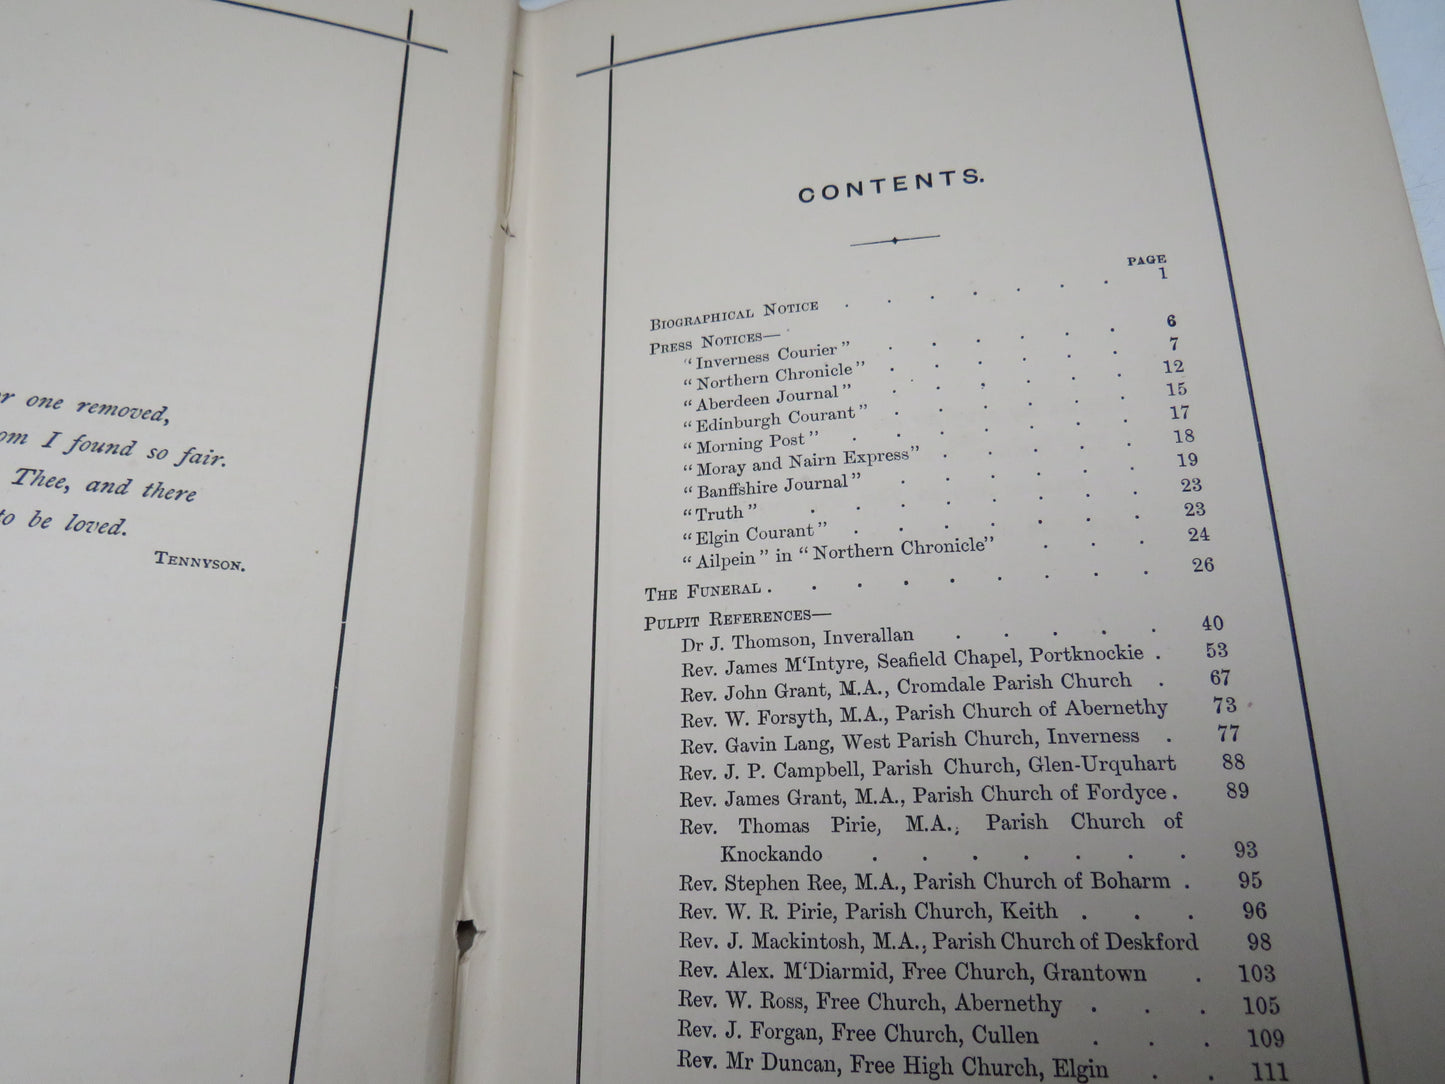 one removed,
I found so fair.
Thee, and there
to be loved.
TENNYSON.
CONTENTS.
PAGE
BIOGRAPHICAL NOTICE . . . . . . . 1
PRESS NOTICES—
“Inverness Courier” . . . . . . 6
“Northern Chronicle” . . . . . . 7
“Aberdeen Journal” . . . . . . 12
“Edinburgh Courant” . . . . . . 15
“Morning Post” . . . . . . . 17
“Moray and Nairn Express” . . . . . 18
“Banffshire Journal” . . . . . . 19
“Truth” . . . . . . . . 23
“Elgin Courant” . . . . . . . 23
“Ailpein” in “Northern Chronicle” . . . 24
THE FUNERAL . . . . . . . . . 26
PULPIT REFERENCES—
Dr J. Thomson, Inverallan . . . . . 40
Rev. James M‘Intyre, Seafield Chapel, Portknockie . 53
Rev. John Grant, M.A., Cromdale Parish Church . 67
Rev. W. Forsyth, M.A., Parish Church of Abernethy 73
Rev. Gavin Lang, West Parish Church, Inverness . 77
Rev. J. P. Campbell, Parish Church, Glen-Urquhart 88
Rev. James Grant, M.A., Parish Church of Fordyce . 89
Rev. Thomas Pirie, M.A., Parish Church of
Knockando . . . . . . . 93
Rev. Stephen Ree, M.A., Parish Church of Boharm . 95
Rev. W. R. Pirie, Parish Church, Keith . . . 96
Rev. J. Mackintosh, M.A., Parish Church of Deskford 98
Rev. Alex. M‘Diarmid, Free Church, Grantown . 103
Rev. W. Ross, Free Church, Abernethy . . . 105
Rev. J. Forgan, Free Church, Cullen . . . 109
Rev. Mr Duncan, Free High Church, Elgin . . 111